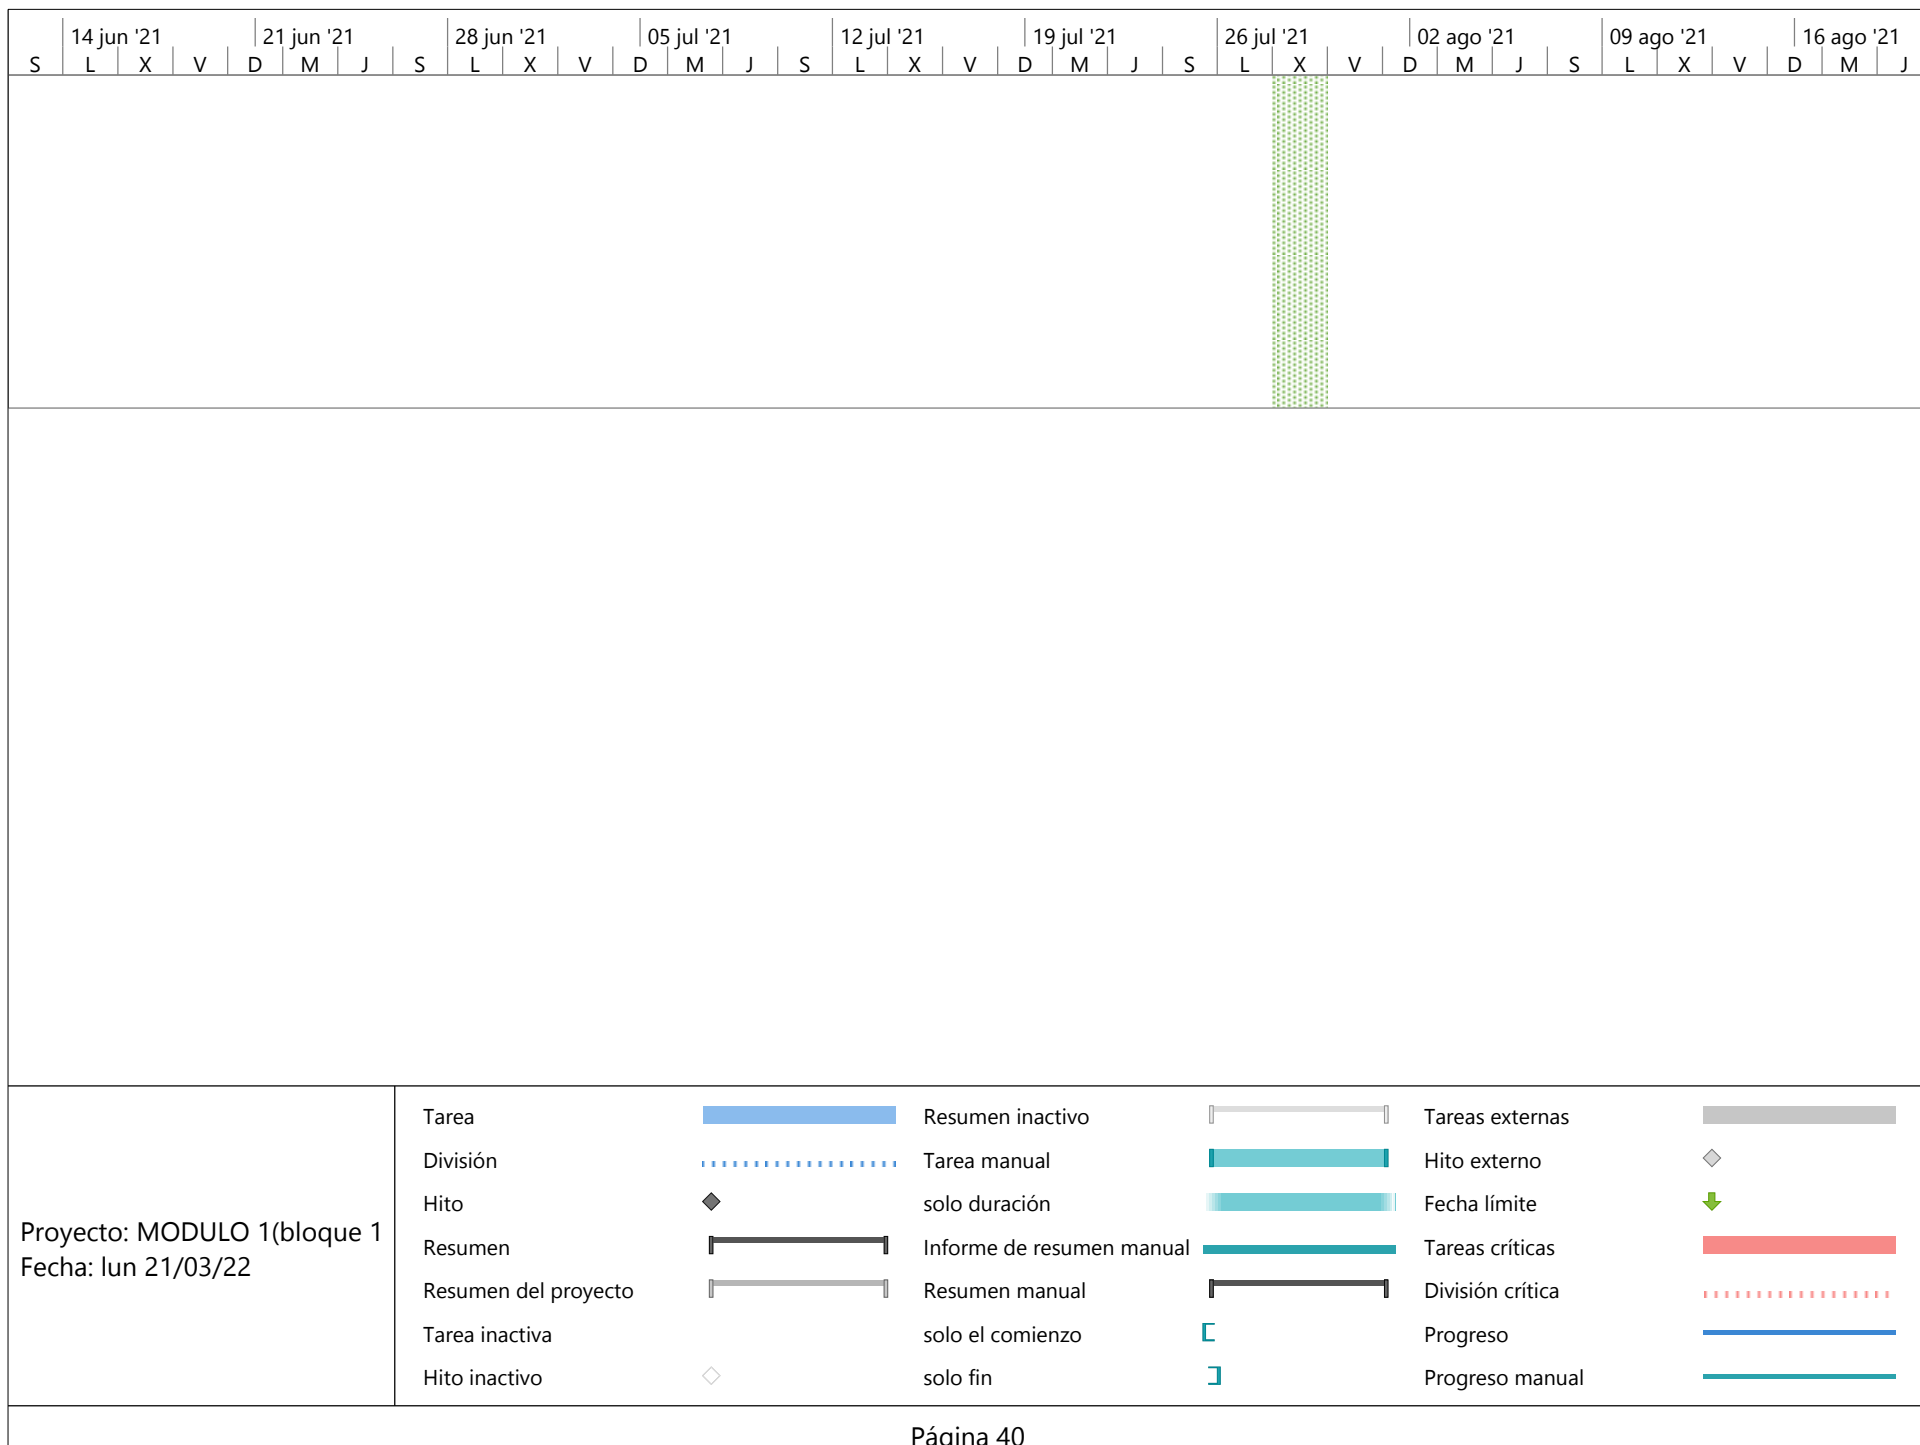 14 jun '21 21 jun '21 28 jun '21 05 jul '21 12 jul '21 19 jul '21 26 jul '21 02 ago '21 09 ago '21 16 ago '21
S L X V D M J S L X V D M J S L X V D M J S L X V D M J S L X V D M J
Proyecto: MODULO 1(bloque 1
Fecha: lun 21/03/22
Tarea
División
Hito
Resumen
Resumen del proyecto
Tarea inactiva
Hito inactivo
Resumen inactivo
Tarea manual
solo duración
Informe de resumen manual
Resumen manual
solo el comienzo
solo fin
Tareas externas
Hito externo
Fecha límite
Tareas críticas
División crítica
Progreso
Progreso manual
Página 40